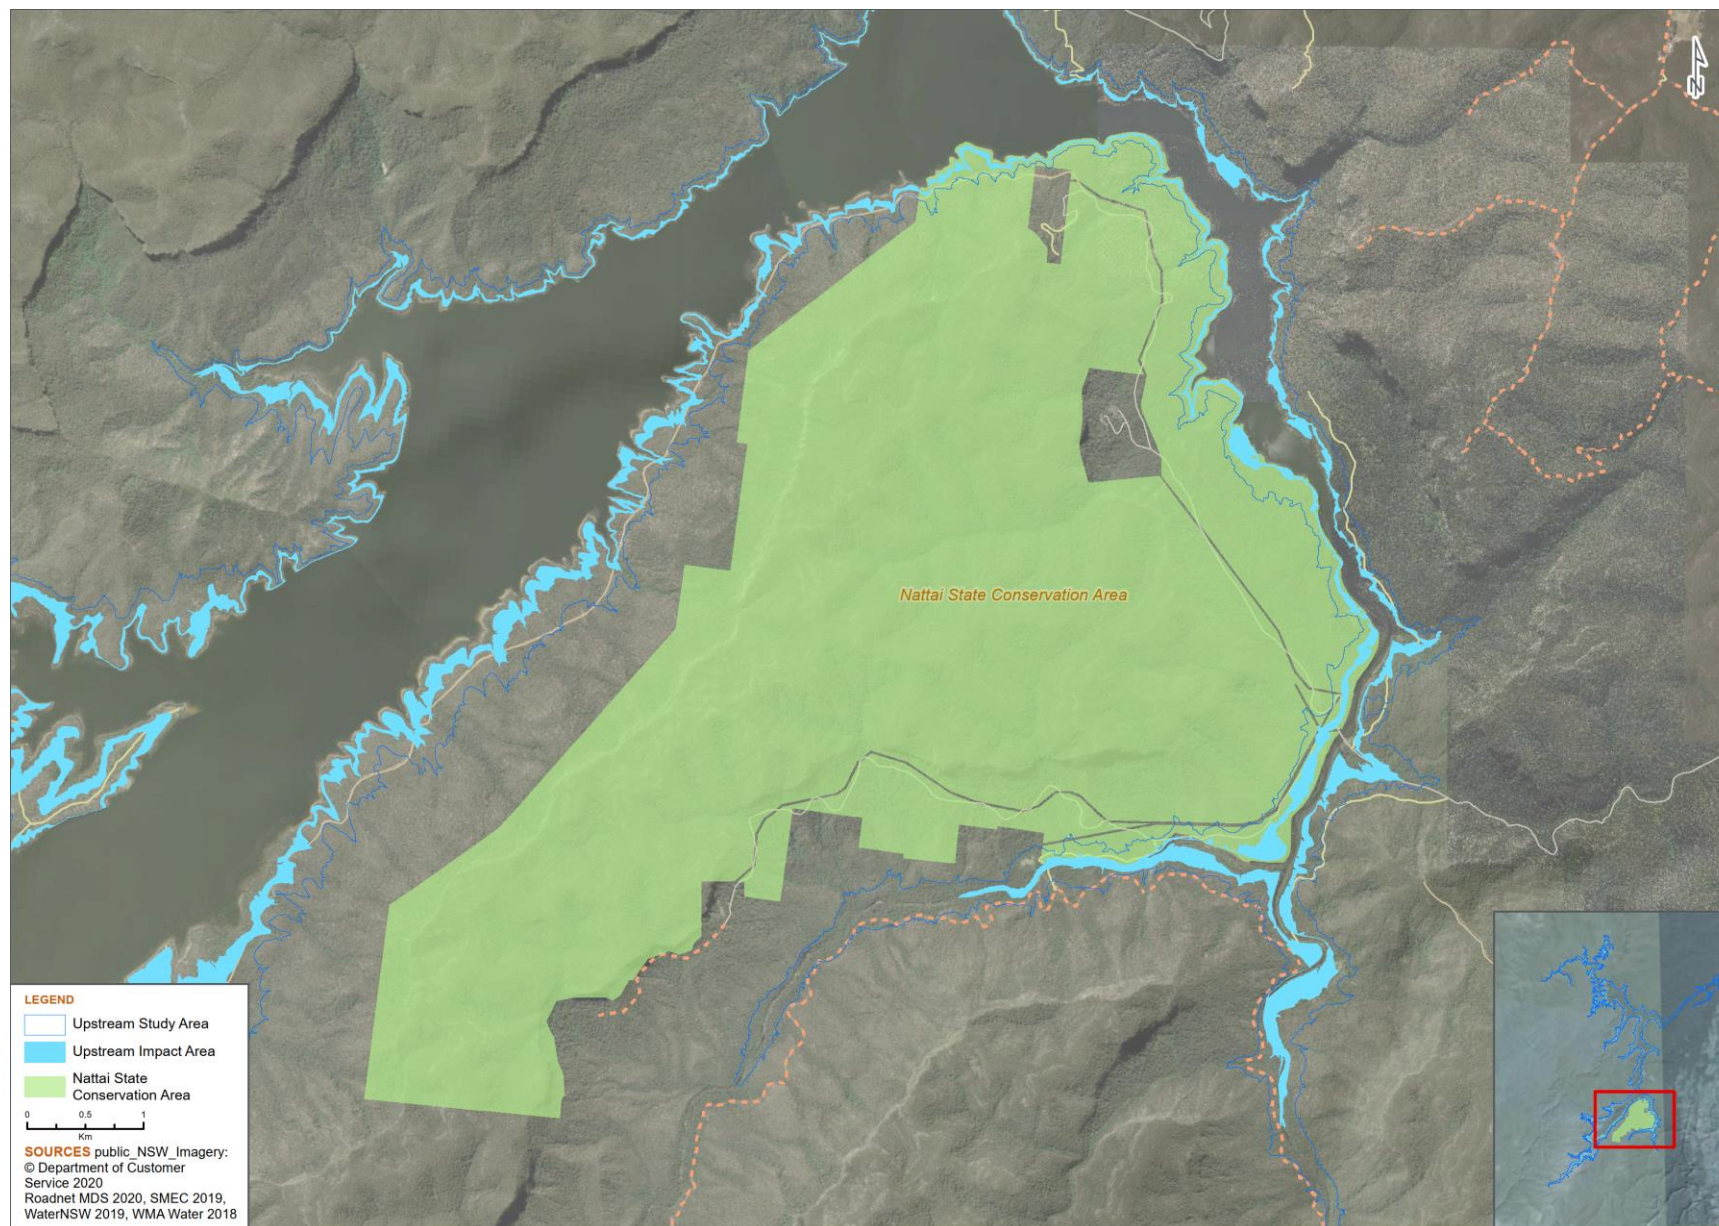 N
Nattai State Conservation Area
LEGEND
Upstream Study Area
Upstream Impact Area
Nattai State
Conservation Area
0 0.5 1
Km
SOURCES public_NSW_Imagery:
© Department of Customer
Service 2020
Roadnet MDS 2020, SMEC 2019,
WaterNSW 2019, WMA Water 2018